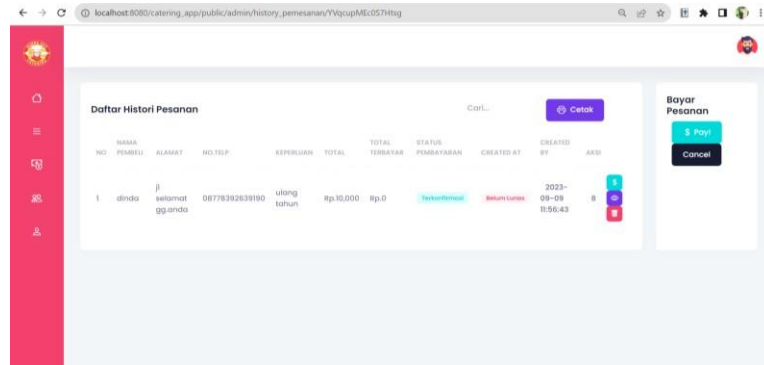 localhost:8080/catering_app/public/admin/history_pemesanan/YVqcupMEc0S7Htsg
Daftar Histori Pesanan
Cari...
Cetak
Bayar
Pesanan
$ Pay!
Cancel
NO
NAMA
PEMBELI
ALAMAT
NO.TELP
KEPERLUAN
TOTAL
TOTAL
TERBAYAR
STATUS
PEMBAYARAN
CREATED AT
CREATED
BY
AKSI
1
dinda
jl
selamat
gg.anda
08778392639190
ulang
tahun
Rp.10,000
Rp.0
Terkonfirmasi
Belum Lunas
2023-
09-09
11:56:43
8
$